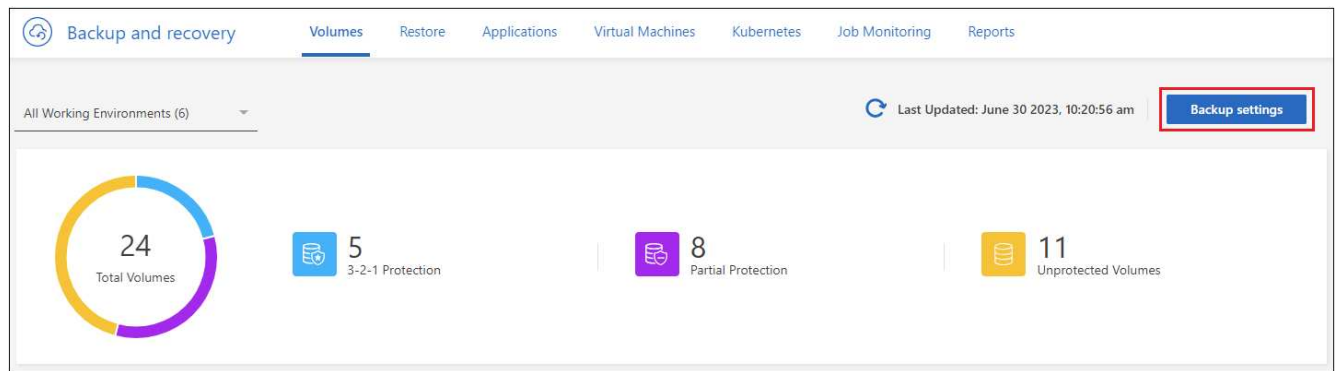 Backup and recovery Volumes Restore Applications Virtual Machines Kubernetes Job Monitoring Reports
All Working Environments (6) Last Updated: June 30 2023, 10:20:56 am Backup settings
24
Total Volumes
5
3-2-1 Protection
8
Partial Protection
11
Unprotected Volumes